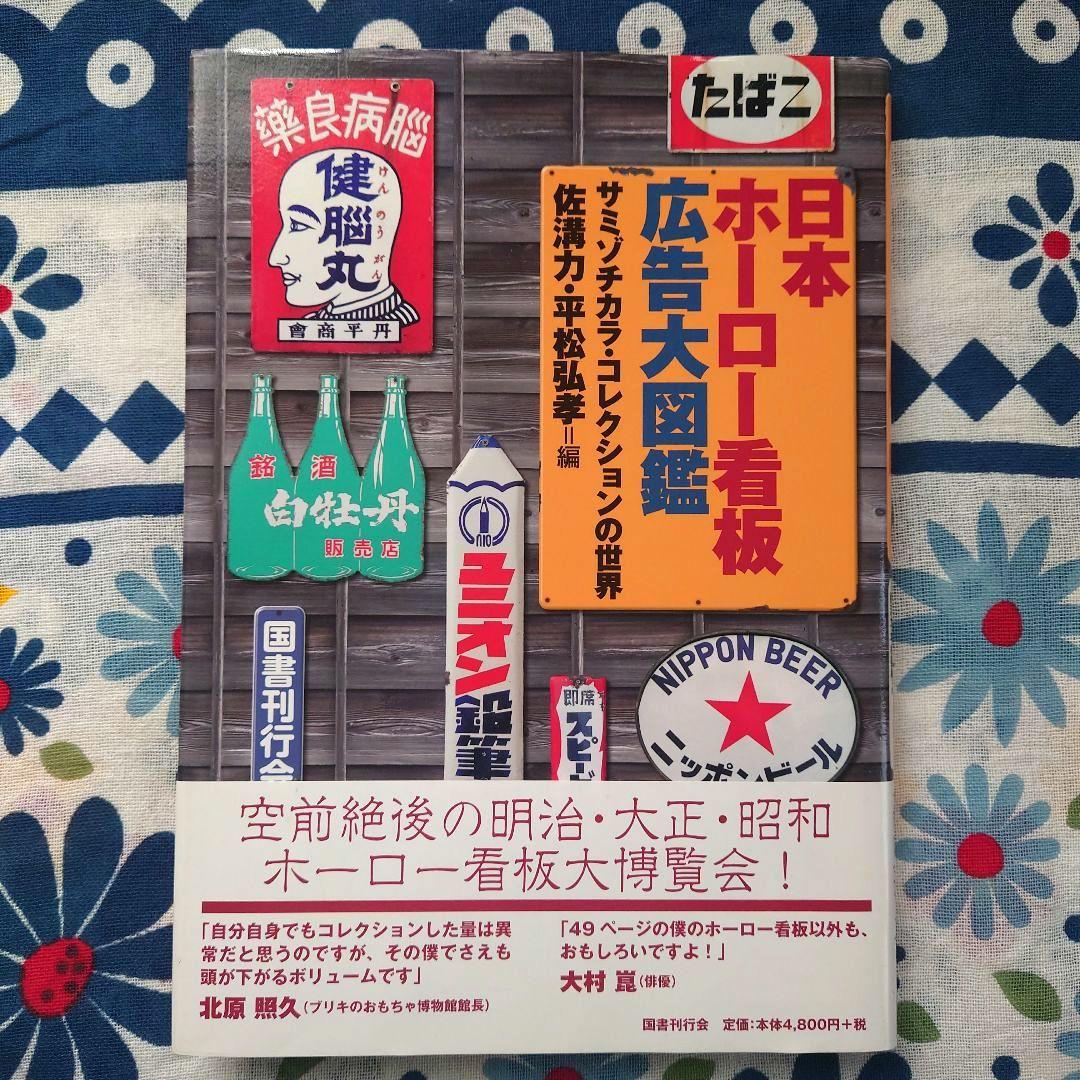 たばこ
日本
ホーロー看板
広告大図鑑
サミゾチカラ・コレクションの世界
佐溝力・平松弘孝=編
藥良病腦
健腦丸
けんのうがん
會商平丹
銘酒
白牡丹
販売店
ユニオン鉛筆
国書刊行会
即席
スピード
NIPPON BEER
ニッポンビール
空前絶後の明治・大正・昭和
ホーロー看板大博覧会!
「自分自身でもコレクションした量は異
常だと思うのですが、その僕でさえも
頭が下がるボリュームです」
北原 照久(ブリキのおもちゃ博物館館長)
「49ページの僕のホーロー看板以外も、
おもしろいですよ!」
大村 崑(俳優)
国書刊行会 定価:本体4,800円+税